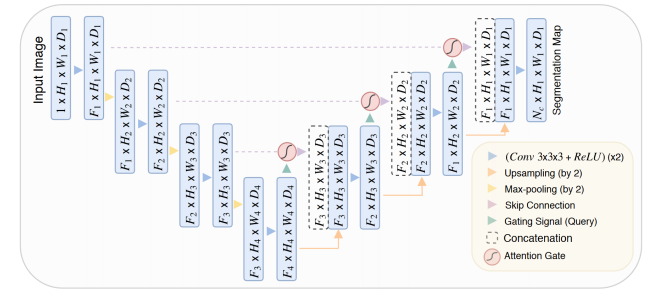 Input Image
1 x H₁ x W₁ x D₁
F₁ x H₁ x W₁ x D₁
F₁ x H₂ x W₂ x D₂
F₂ x H₂ x W₂ x D₂
F₂ x H₃ x W₃ x D₃
F₃ x H₃ x W₃ x D₃
F₃ x H₄ x W₄ x D₄
F₄ x H₄ x W₄ x D₄
F₃ x H₃ x W₃ x D₃
F₃ x H₃ x W₃ x D₃
F₂ x H₃ x W₃ x D₃
F₂ x H₂ x W₂ x D₂
F₂ x H₂ x W₂ x D₂
F₁ x H₂ x W₂ x D₂
F₁ x H₁ x W₁ x D₁
F₁ x H₁ x W₁ x D₁
N꜀ x H₁ x W₁ x D₁
Segmentation Map
(Conv 3x3x3 + ReLU) (x2)
Upsampling (by 2)
Max-pooling (by 2)
Skip Connection
Gating Signal (Query)
Concatenation
Attention Gate